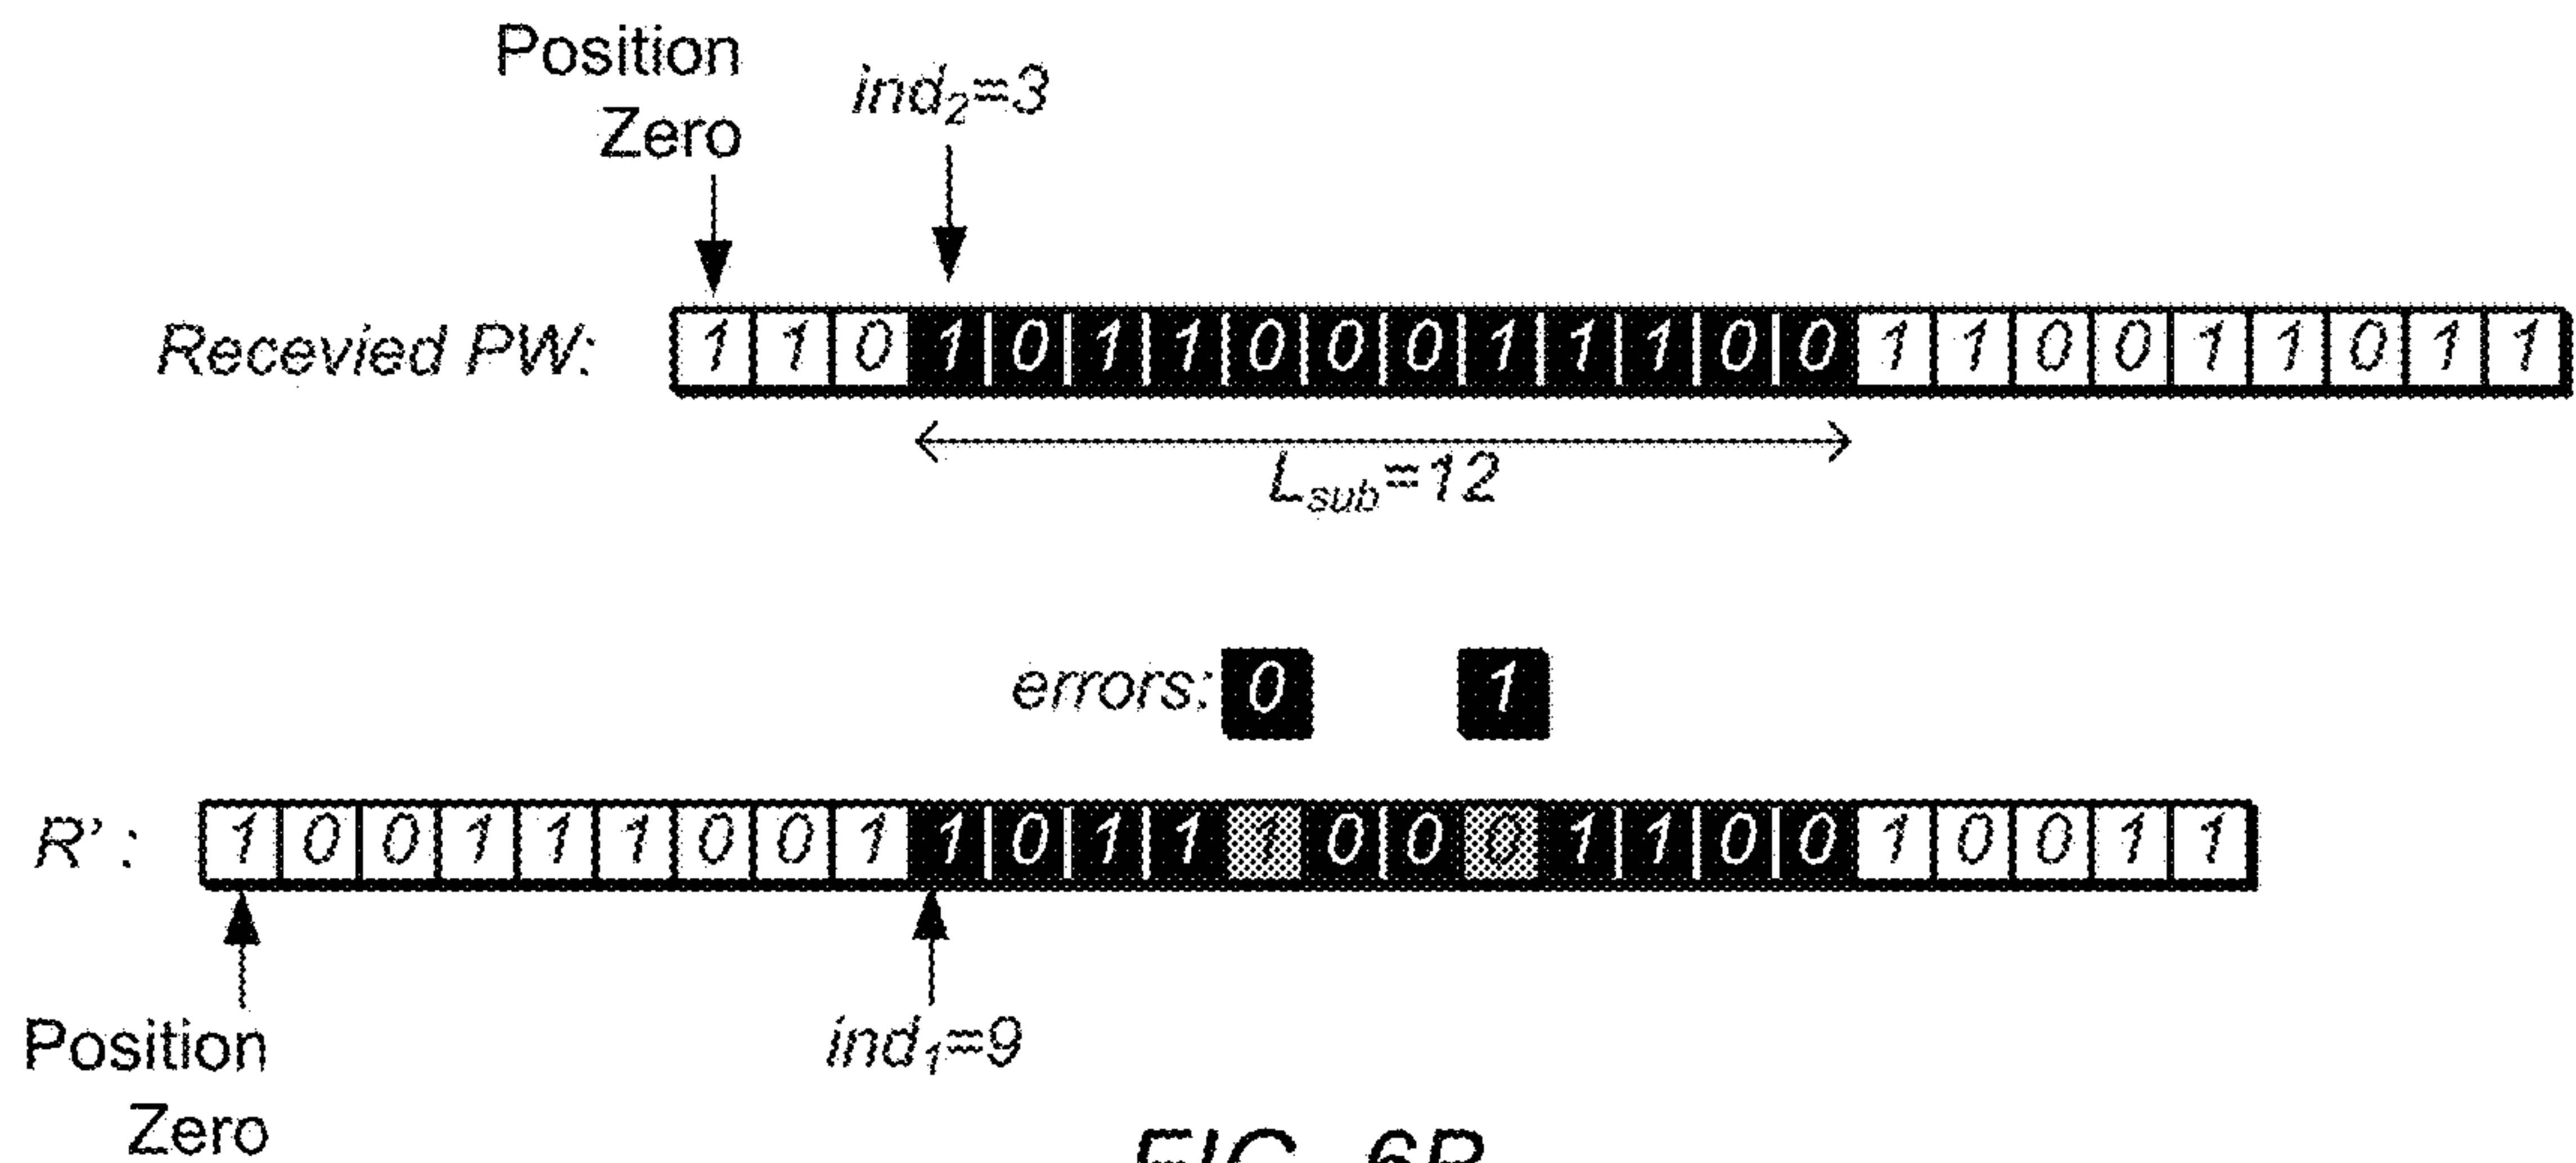 Position
Zero
ind2=3
Recevied PW: 1 1 0 1 0 1 1 0 0 0 1 1 1 0 0 1 1 0 0 1 1 0 1 1
Lsub=12
errors: 0 1
R' : 1 0 0 1 1 1 0 0 1 1 0 1 1 1 0 0 0 1 1 0 0 1 0 0 1 1
Position
Zero
ind1=9
FIG. 6B